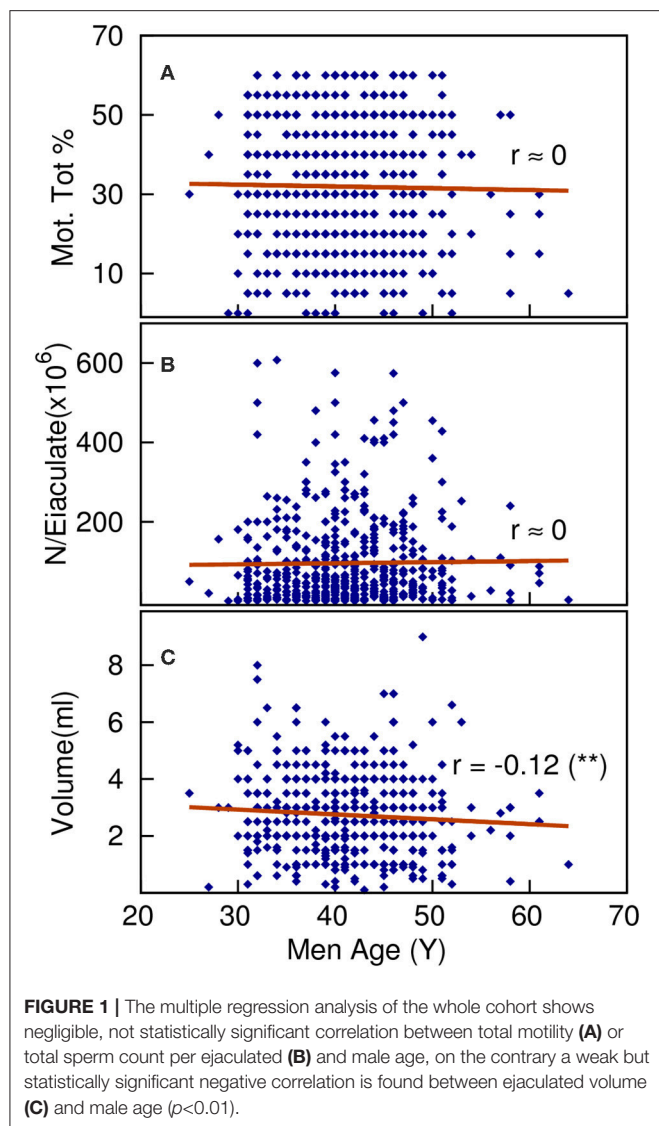 70
A
50
Mot. Tot %
r ≈ 0
30
10
B
600
N/Eiaculate(x10⁶)
400
r ≈ 0
200
C
8
Volume(ml)
6
r = -0.12 (**)
4
2
20 30 40 50 60 70
Men Age (Y)
FIGURE 1 | The multiple regression analysis of the whole cohort shows
negligible, not statistically significant correlation between total motility (A) or
total sperm count per ejaculated (B) and male age, on the contrary a weak but
statistically significant negative correlation is found between ejaculated volume
(C) and male age (p<0.01).